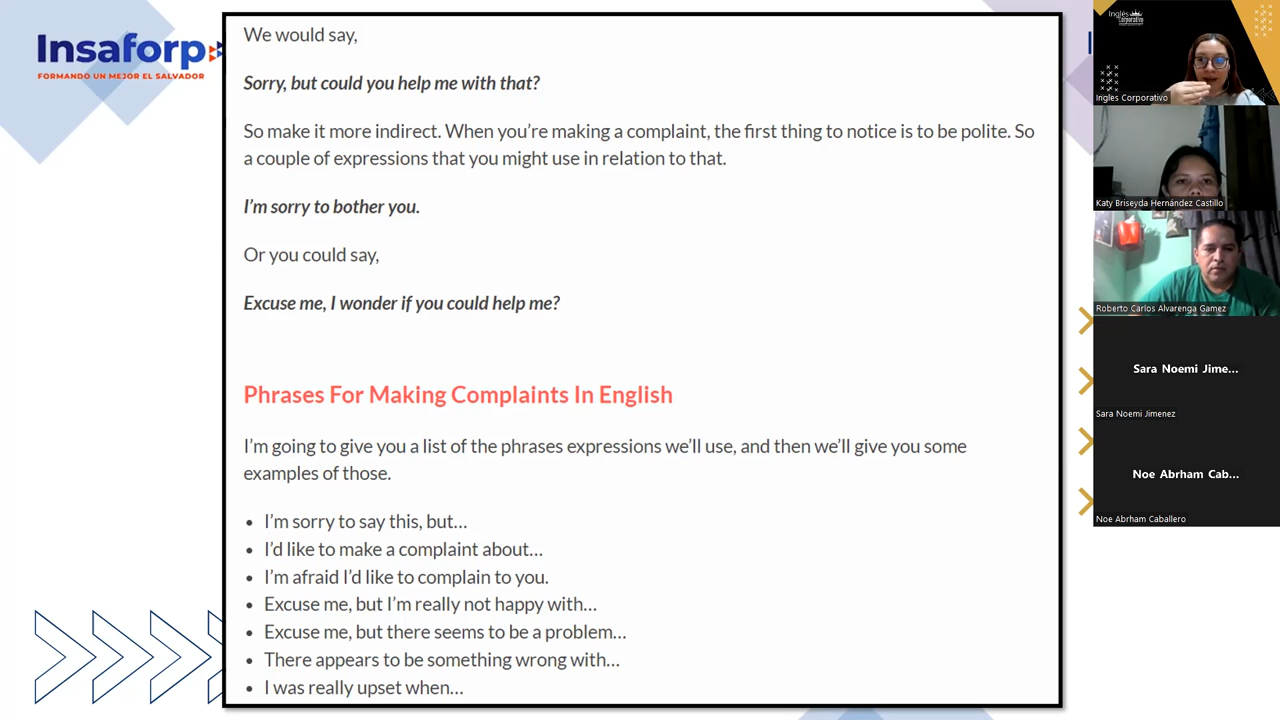 Insaforp
FORMANDO UN MEJOR EL SALVADOR
We would say,
Sorry, but could you help me with that?
So make it more indirect. When you're making a complaint, the first thing to notice is to be polite. So
a couple of expressions that you might use in relation to that.
I'm sorry to bother you.
Or you could say,
Excuse me, I wonder if you could help me?
Phrases For Making Complaints In English
I'm going to give you a list of the phrases expressions we'll use, and then we'll give you some
examples of those.
• I'm sorry to say this, but...
• I'd like to make a complaint about...
• I'm afraid I'd like to complain to you.
• Excuse me, but I'm really not happy with...
• Excuse me, but there seems to be a problem...
• There appears to be something wrong with...
• I was really upset when...
Inglés
Corporativo
Ingles Corporativo
Katy Briseyda Hernández Castillo
Roberto Carlos Alvarenga Gamez
Sara Noemi Jime...
Sara Noemi Jimenez
Noe Abrham Cab...
Noe Abrham Caballero